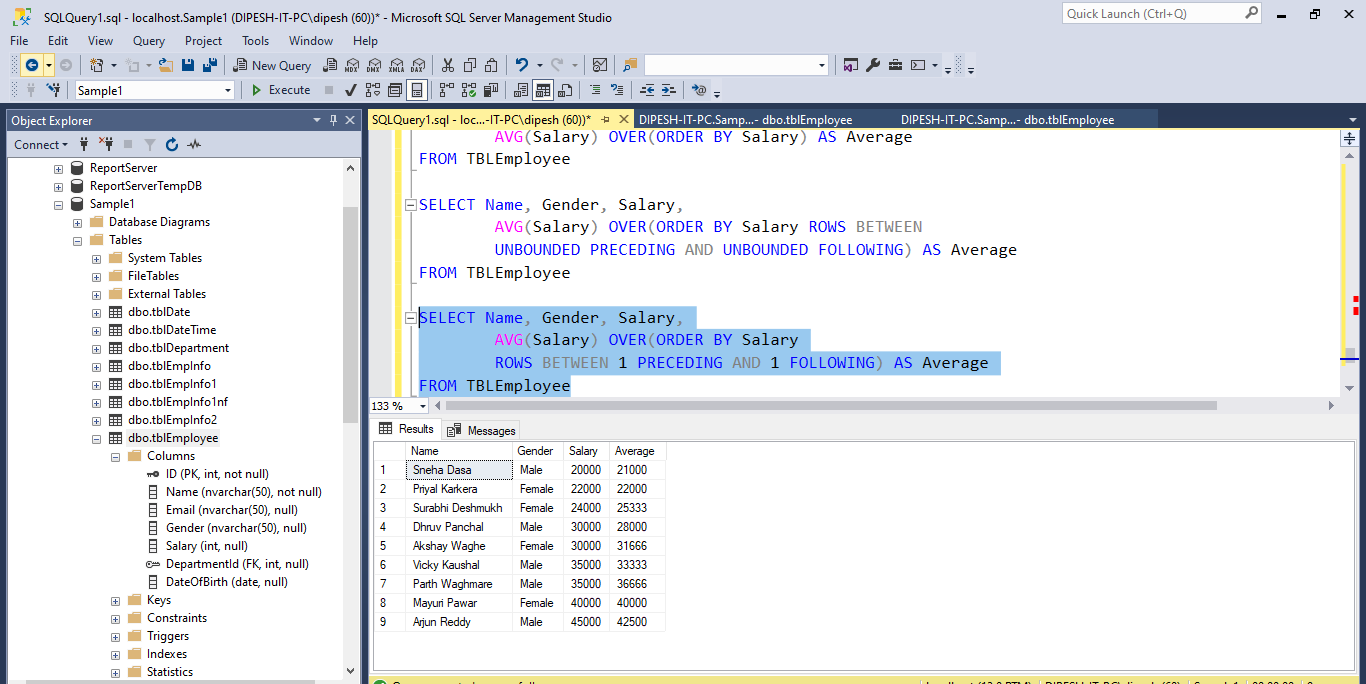 SQLQuery1.sql - localhost.Sample1 (DIPESH-IT-PC\dipesh (60))* - Microsoft SQL Server Management Studio
Quick Launch (Ctrl+Q)
File Edit View Query Project Tools Window Help
New Query MDX DMX XMLA DAX
Sample1 Execute
Object Explorer
Connect
ReportServer
ReportServerTempDB
Sample1
Database Diagrams
Tables
System Tables
FileTables
External Tables
dbo.tblDate
dbo.tblDateTime
dbo.tblDepartment
dbo.tblEmpInfo
dbo.tblEmpInfo1
dbo.tblEmpInfo1nf
dbo.tblEmpInfo2
dbo.tblEmployee
Columns
ID (PK, int, not null)
Name (nvarchar(50), not null)
Email (nvarchar(50), null)
Gender (nvarchar(50), null)
Salary (int, null)
DepartmentId (FK, int, null)
DateOfBirth (date, null)
Keys
Constraints
Triggers
Indexes
Statistics
SQLQuery1.sql - loc...-IT-PC\dipesh (60))* DIPESH-IT-PC.Samp...- dbo.tblEmployee DIPESH-IT-PC.Samp...- dbo.tblEmployee
AVG(Salary) OVER(ORDER BY Salary) AS Average
FROM TBLEmployee
SELECT Name, Gender, Salary,
AVG(Salary) OVER(ORDER BY Salary ROWS BETWEEN
UNBOUNDED PRECEDING AND UNBOUNDED FOLLOWING) AS Average
FROM TBLEmployee
SELECT Name, Gender, Salary,
AVG(Salary) OVER(ORDER BY Salary
ROWS BETWEEN 1 PRECEDING AND 1 FOLLOWING) AS Average
FROM TBLEmployee
133 %
Results Messages
Name Gender Salary Average
1 Sneha Dasa Male 20000 21000
2 Priyal Karkera Female 22000 22000
3 Surabhi Deshmukh Female 24000 25333
4 Dhruv Panchal Male 30000 28000
5 Akshay Waghe Female 30000 31666
6 Vicky Kaushal Male 35000 33333
7 Parth Waghmare Male 35000 36666
8 Mayuri Pawar Female 40000 40000
9 Arjun Reddy Male 45000 42500